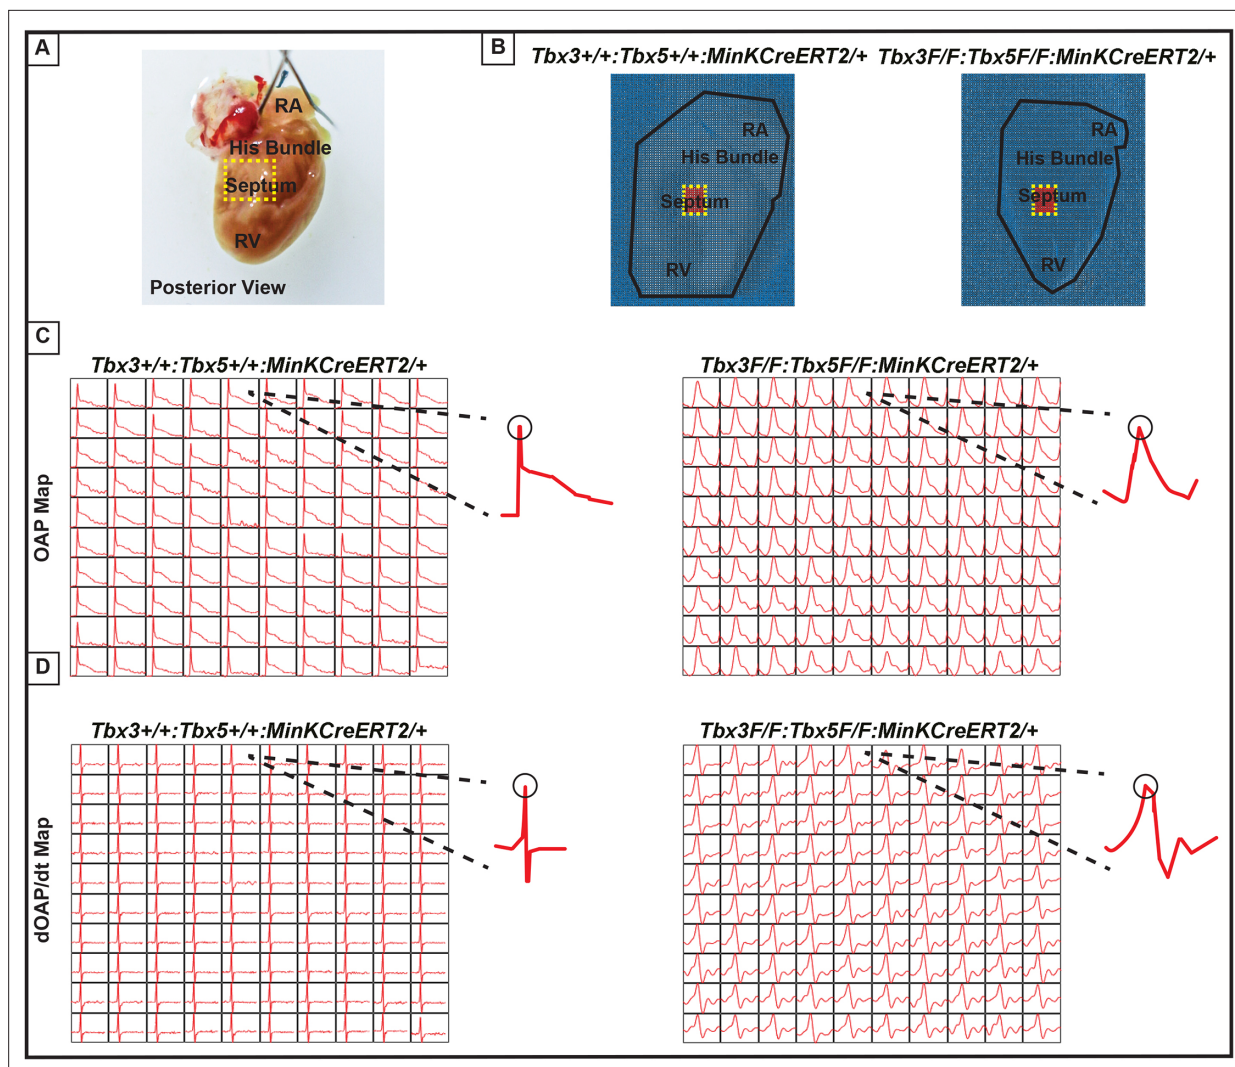 A
RA
His Bundle
Septum
RV
Posterior View
B
Tbx3+/+:Tbx5+/+:MinKCreERT2/+
Tbx3F/F:Tbx5F/F:MinKCreERT2/+
RA
His Bundle
Septum
RV
RA
His Bundle
Septum
RV
C
Tbx3+/+:Tbx5+/+:MinKCreERT2/+
Tbx3F/F:Tbx5F/F:MinKCreERT2/+
OAP Map
D
Tbx3+/+:Tbx5+/+:MinKCreERT2/+
Tbx3F/F:Tbx5F/F:MinKCreERT2/+
dOAP/dt Map